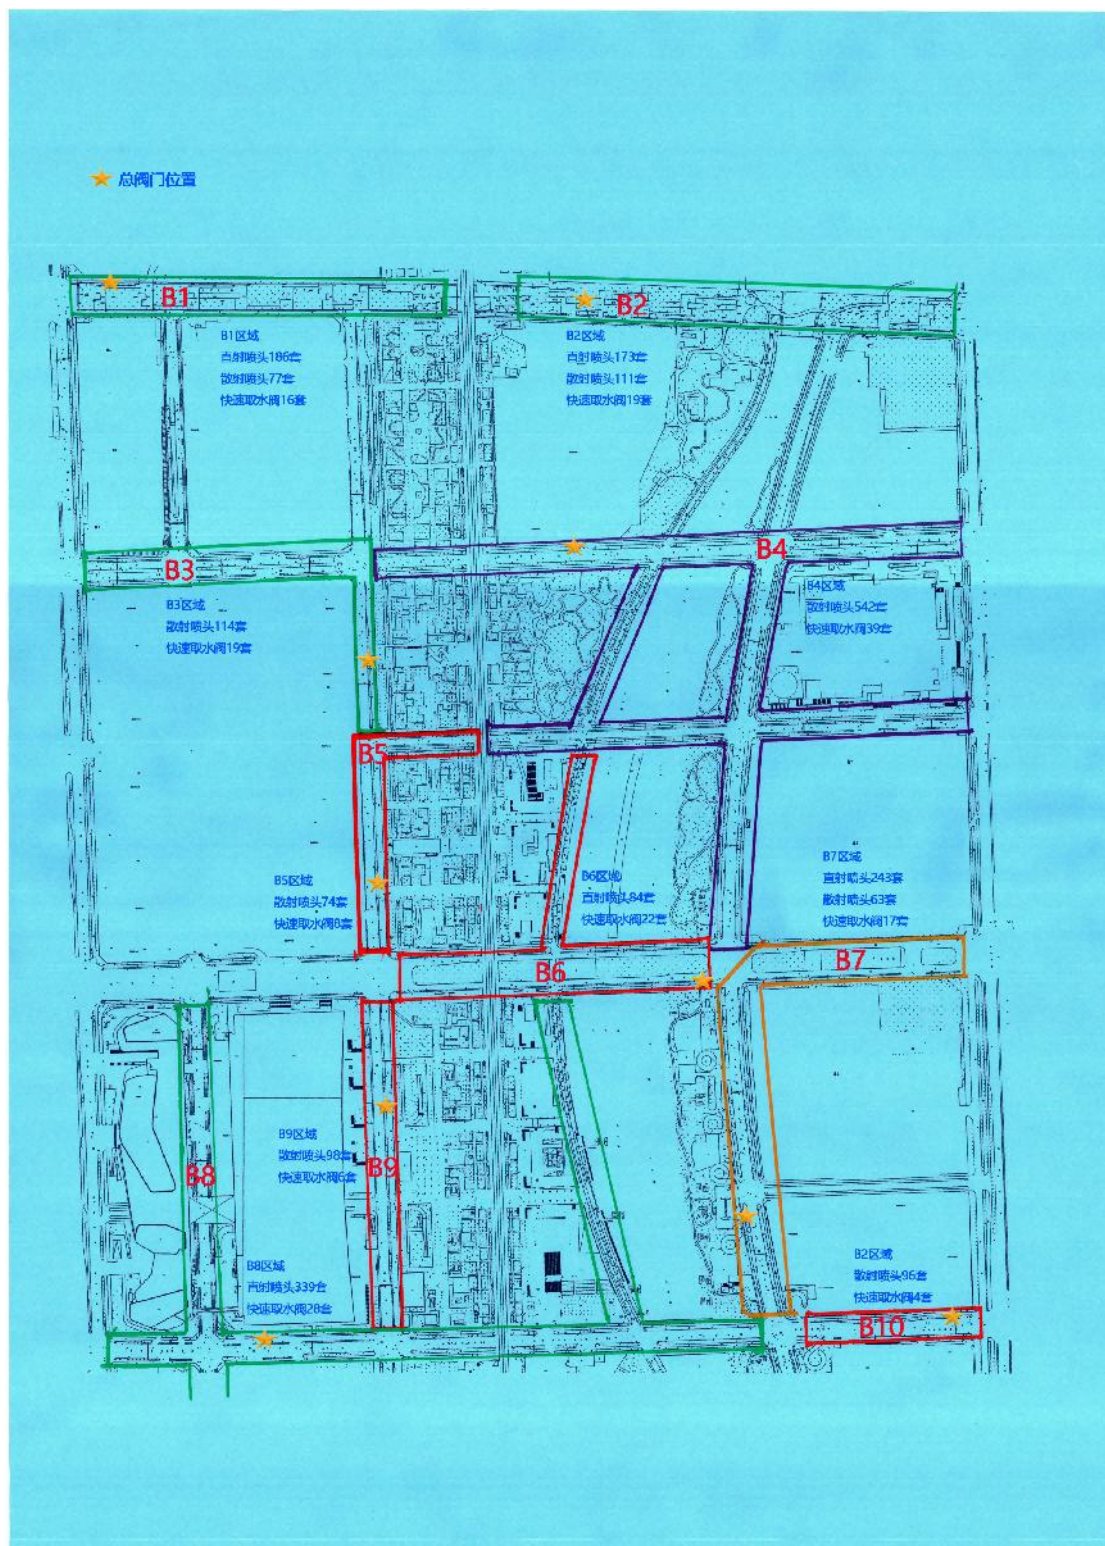 总阀门位置
B1
B2
B1区域
直射喷头186套
散射喷头77套
快速取水阀16套
B2区域
直射喷头173套
散射喷头111套
快速取水阀19套
B3
B4
B3区域
散射喷头114套
快速取水阀19套
B4区域
散射喷头542套
快速取水阀39套
B5
B5区域
散射喷头74套
快速取水阀8套
B6区域
直射喷头84套
快速取水阀22套
B7区域
直射喷头243套
散射喷头63套
快速取水阀17套
B6
B7
B9区域
散射喷头98套
快速取水阀6套
B8
B9
B8区域
直射喷头339套
快速取水阀28套
B2区域
散射喷头96套
快速取水阀4套
B10